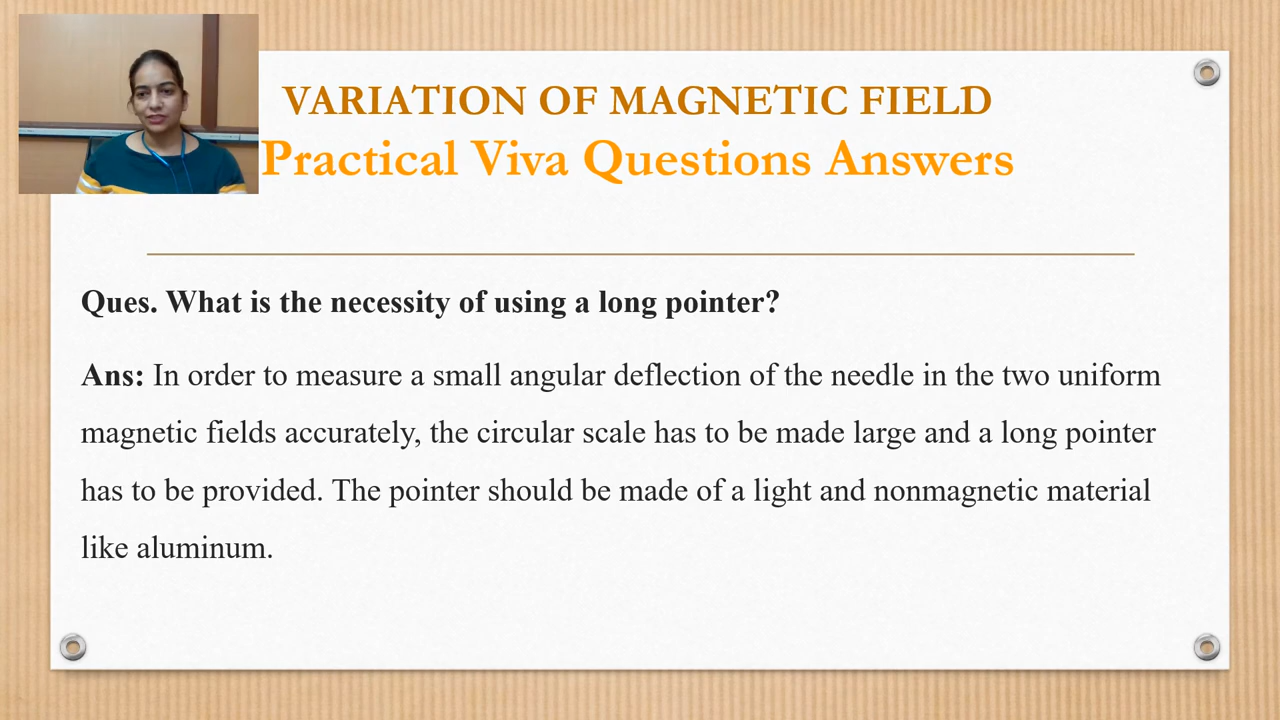 VARIATION OF MAGNETIC FIELD
Practical Viva Questions Answers
Ques. What is the necessity of using a long pointer?
Ans: In order to measure a small angular deflection of the needle in the two uniform
magnetic fields accurately, the circular scale has to be made large and a long pointer
has to be provided. The pointer should be made of a light and nonmagnetic material
like aluminum.